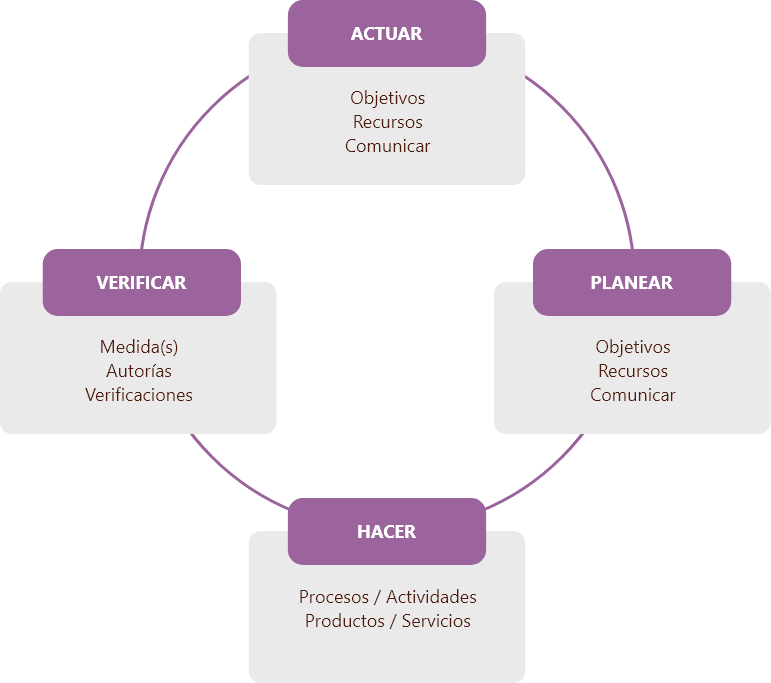 ACTUAR
Objetivos
Recursos
Comunicar
VERIFICAR
Medida(s)
Autorías
Verificaciones
PLANEAR
Objetivos
Recursos
Comunicar
HACER
Procesos / Actividades
Productos / Servicios